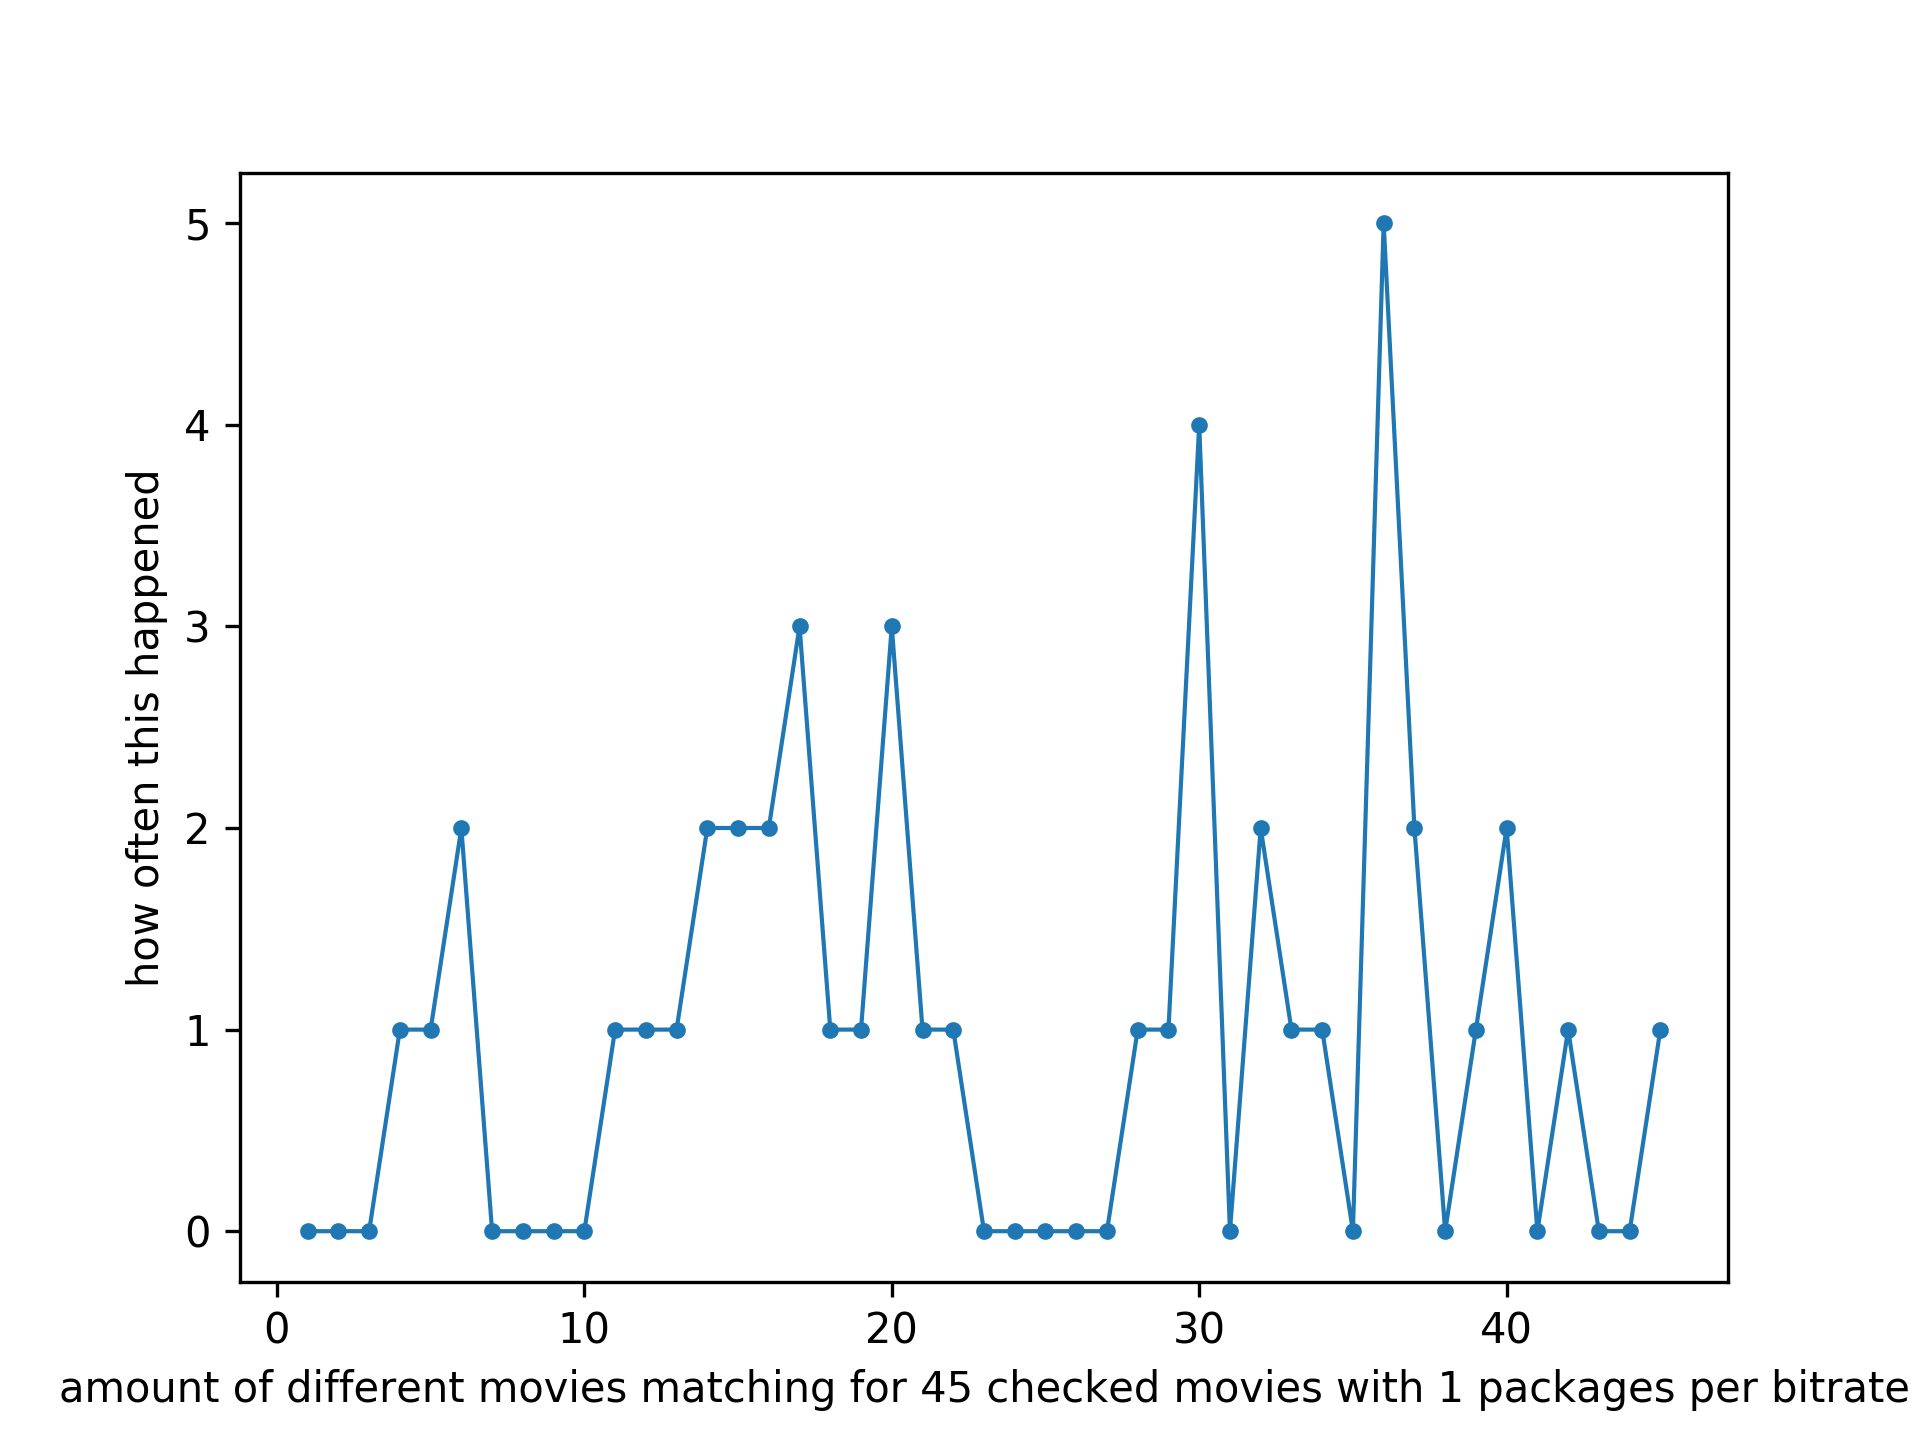 how often this happened
5
4
3
2
1
0
0 10 20 30 40
amount of different movies matching for 45 checked movies with 1 packages per bitrate